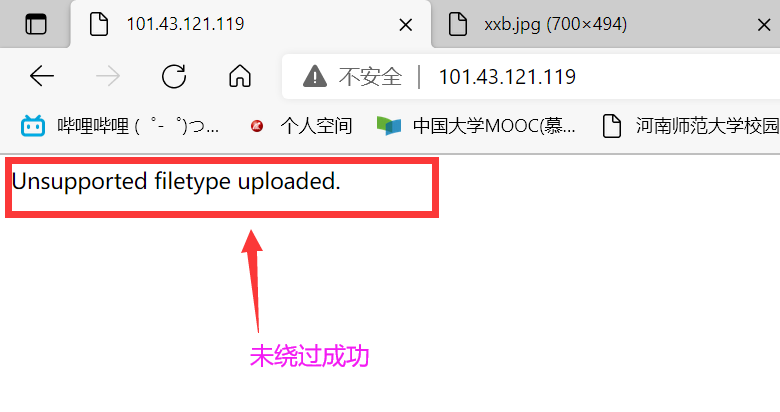 101.43.121.119
xxb.jpg (700×494)
不安全 | 101.43.121.119
哔哩哔哩 (゜-゜)つ... 个人空间 中国大学MOOC(慕... 河南师范大学校园
Unsupported filetype uploaded.
未绕过成功